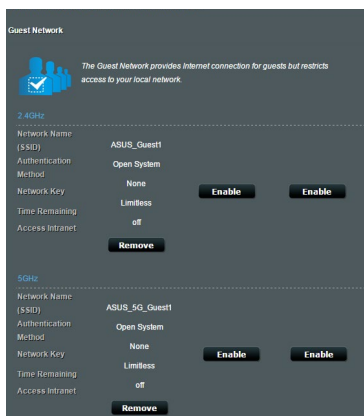 Guest Network
The Guest Network provides Internet connection for guests but restricts
access to your local network.
2.4GHz
Network Name
(SSID)
ASUS_Guest1
Authentication
Method
Open System
Network Key
None
Enable
Enable
Time Remaining
Limitless
Access Intranet
off
Remove
5GHz
Network Name
(SSID)
ASUS_5G_Guest1
Authentication
Method
Open System
Network Key
None
Enable
Enable
Time Remaining
Limitless
Access Intranet
off
Remove